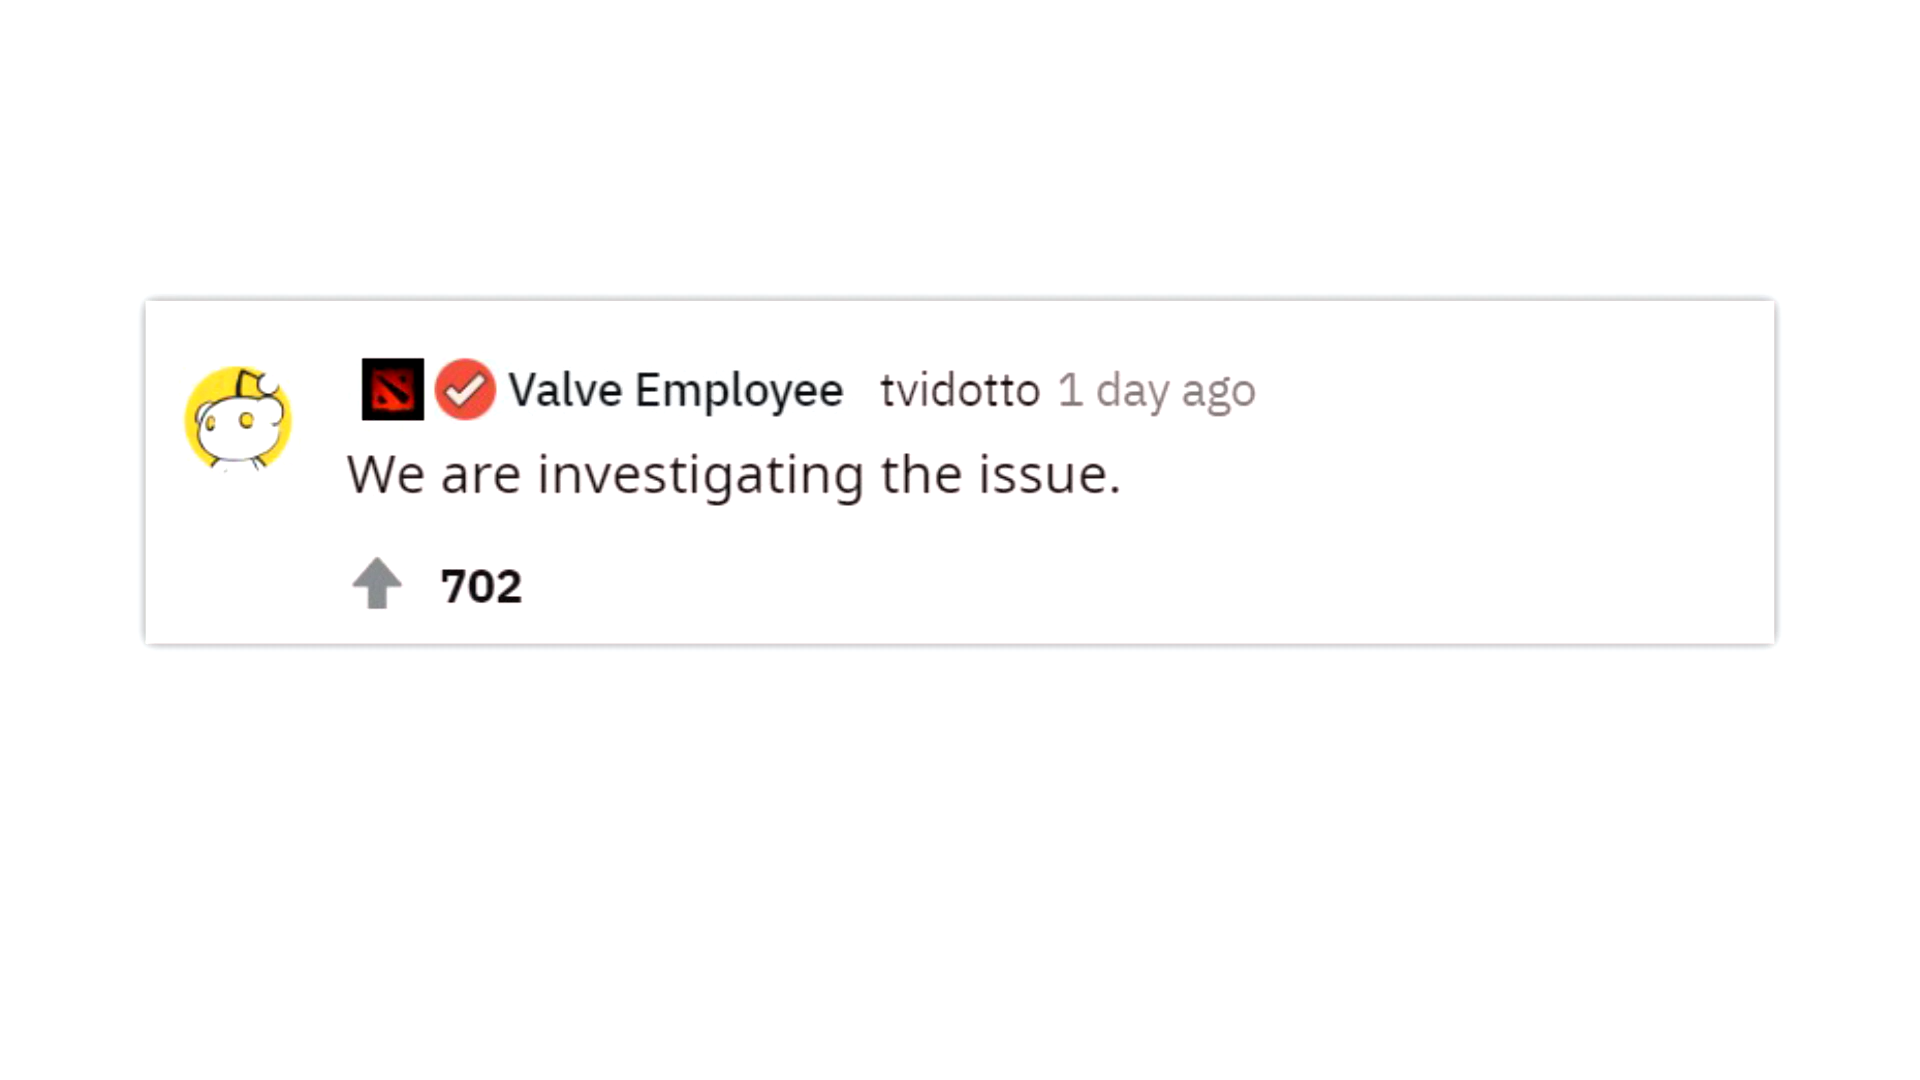 Valve Employee tvidotto 1 day ago
We are investigating the issue.
702